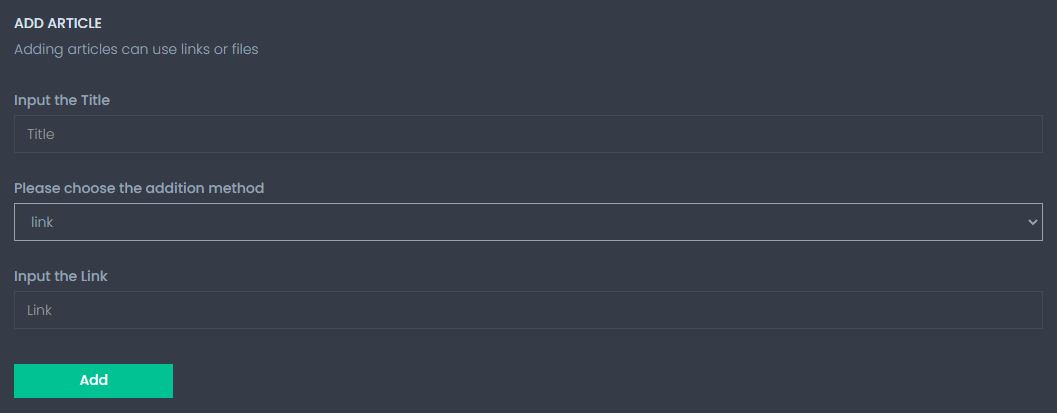 ADD ARTICLE
Adding articles can use links or files
Input the Title
Title
Please choose the addition method
link
Input the Link
Link
Add